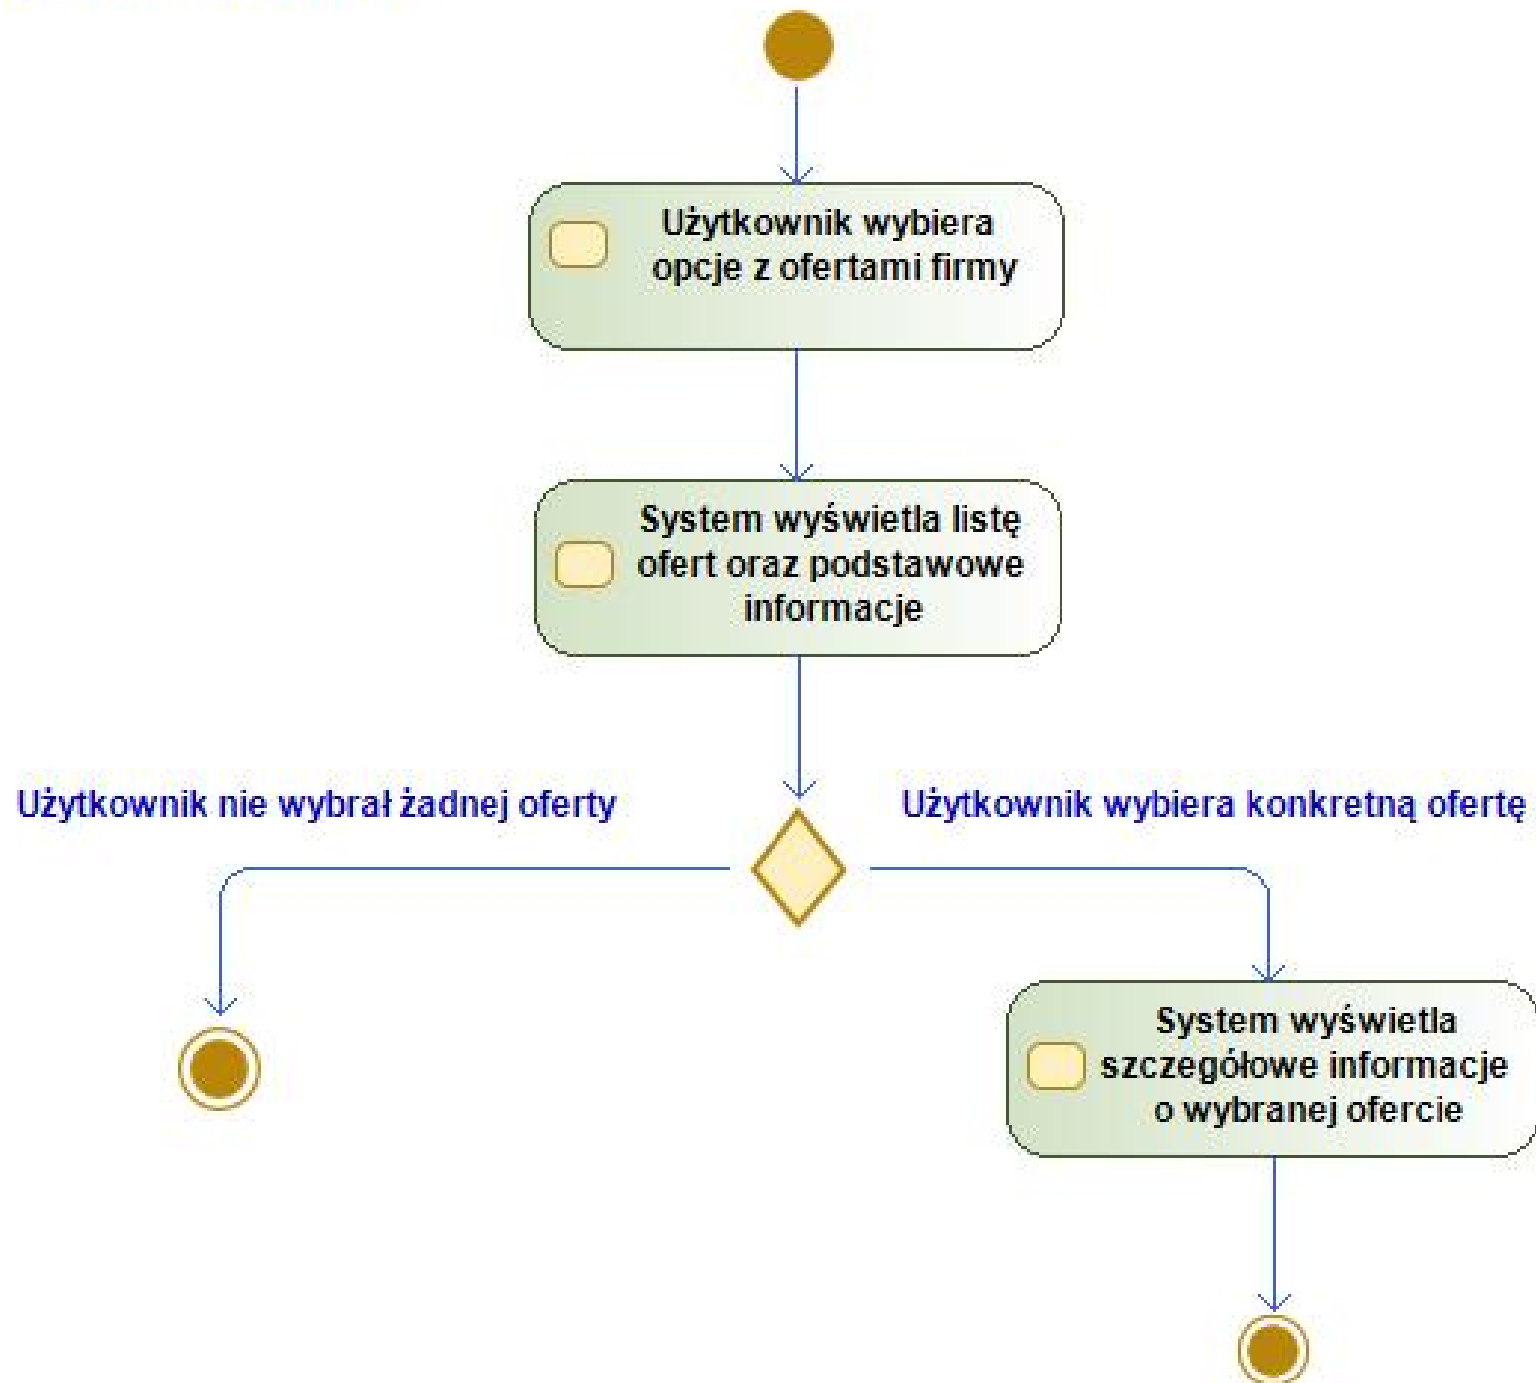 Użytkownik wybiera
opcje z ofertami firmy
System wyświetla listę
ofert oraz podstawowe
informacje
Użytkownik nie wybrał żadnej oferty
Użytkownik wybiera konkretną ofertę
System wyświetla
szczegółowe informacje
o wybranej ofercie